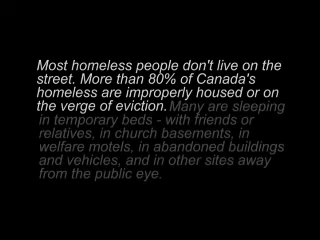 Most homeless people don't live on the
street. More than 80% of Canada's
homeless are improperly housed or on
the verge of eviction. Many are sleeping
in temporary beds - with friends or
relatives, in church basements, in
welfare motels, in abandoned buildings
and vehicles, and in other sites away
from the public eye.